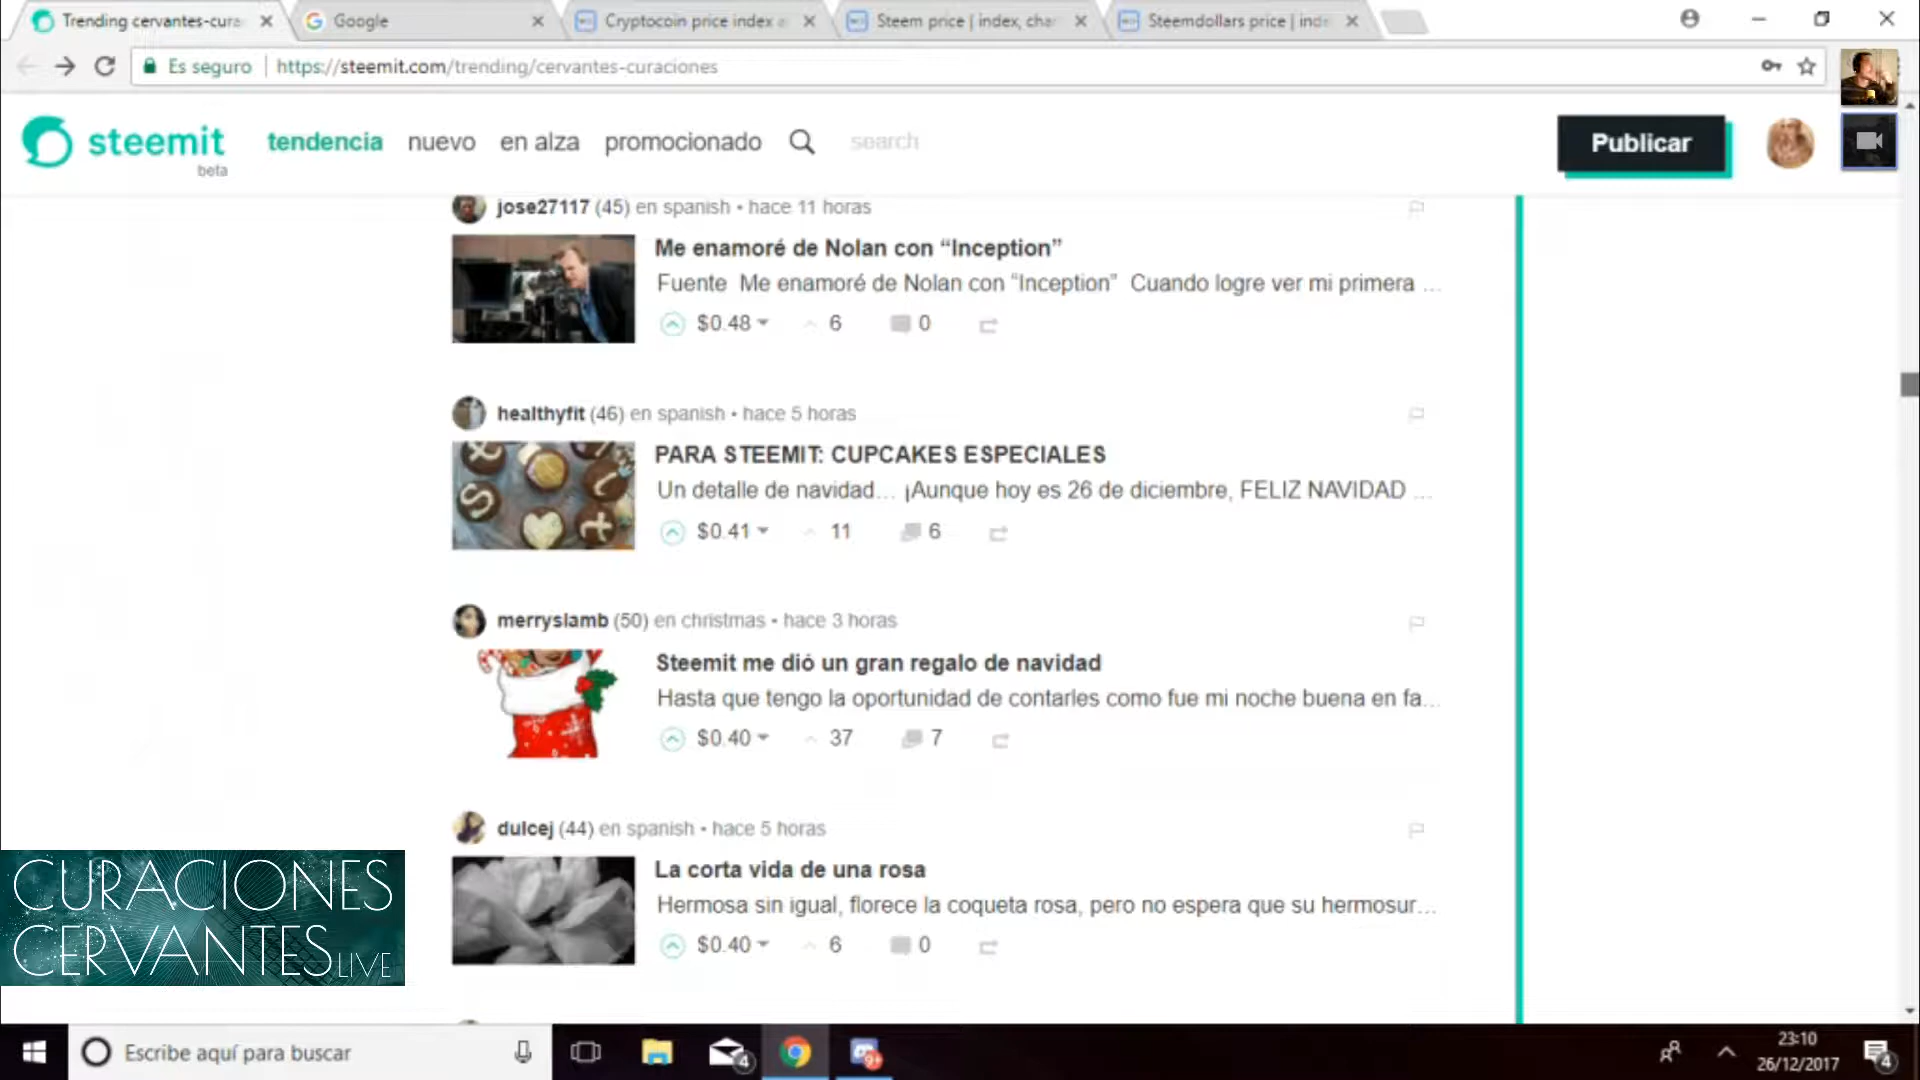 Trending cervantes-cura
Google
Cryptocoin price index a
Steem price | index, cha
Steemdollars price | inde
Es seguro
https://steemit.com/trending/cervantes-curaciones
steemit
beta
tendencia nuevo en alza promocionado search
Publicar
jose27117 (45) en spanish • hace 11 horas
Me enamoré de Nolan con “Inception”
Fuente Me enamoré de Nolan con “Inception” Cuando logre ver mi primera ...
$0.48 6 0
healthyfit (46) en spanish • hace 5 horas
PARA STEEMIT: CUPCAKES ESPECIALES
Un detalle de navidad... ¡Aunque hoy es 26 de diciembre, FELIZ NAVIDAD ...
$0.41 11 6
merryslamb (50) en christmas • hace 3 horas
Steemit me dió un gran regalo de navidad
Hasta que tengo la oportunidad de contarles como fue mi noche buena en fa...
$0.40 37 7
dulcej (44) en spanish • hace 5 horas
La corta vida de una rosa
Hermosa sin igual, florece la coqueta rosa, pero no espera que su hermosur...
$0.40 6 0
CURACIONES
CERVANTES LIVE
Escribe aquí para buscar
4
9+
23:10
26/12/2017
4